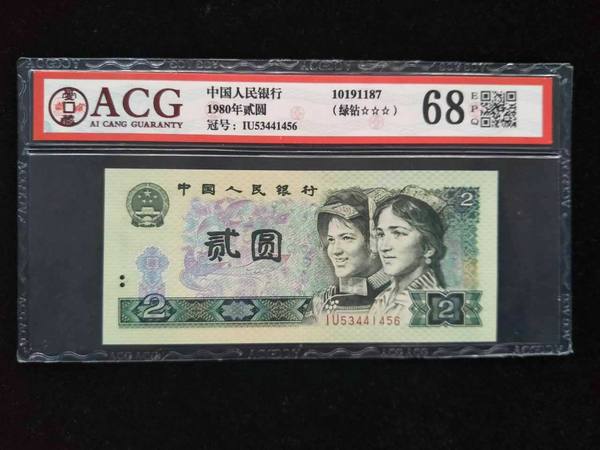 ACG
AI CANG GUARANTY
中国人民银行
1980年贰圆
冠号：IU53441456
10191187
（绿钻☆☆☆）
68
EPQ
中国人民银行
2
贰圆
2
IU53441456
2